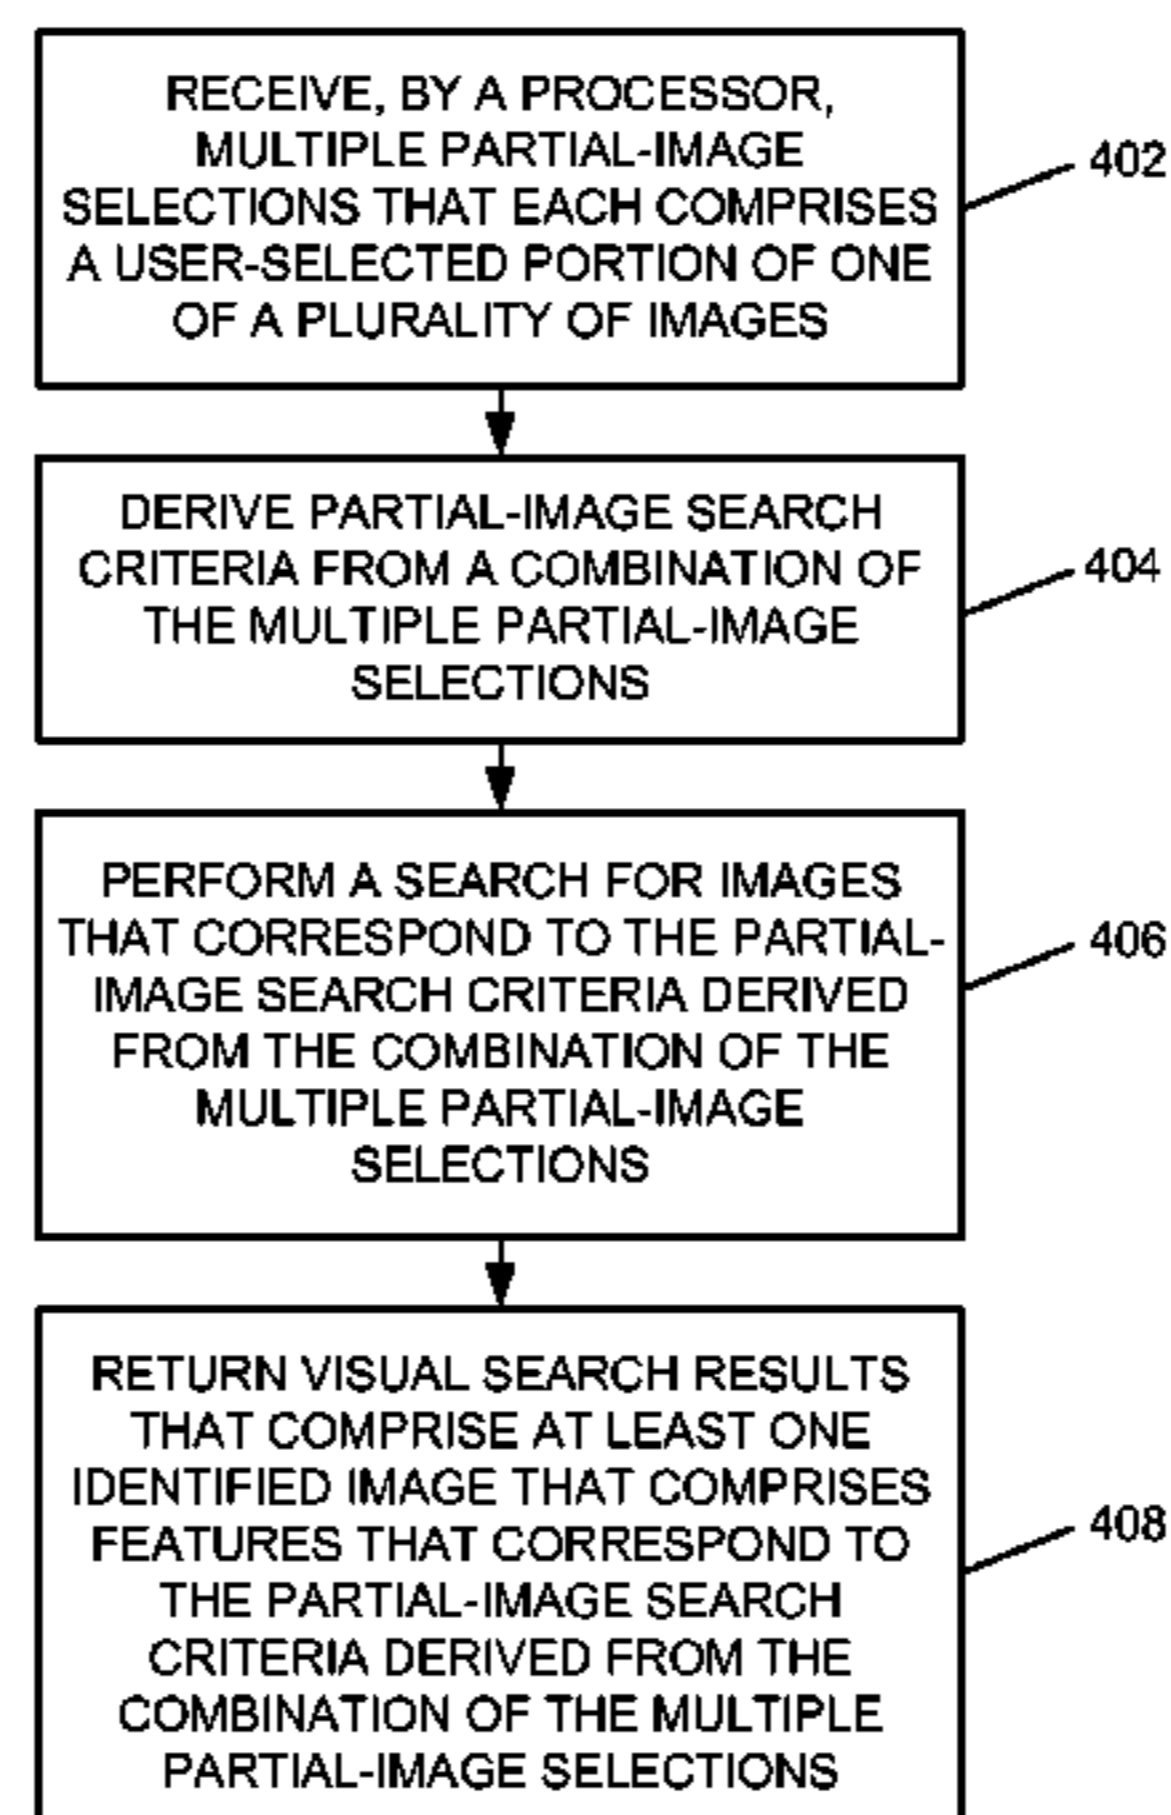 RECEIVE, BY A PROCESSOR,
MULTIPLE PARTIAL-IMAGE
SELECTIONS THAT EACH COMPRISES
A USER-SELECTED PORTION OF ONE
OF A PLURALITY OF IMAGES
402
DERIVE PARTIAL-IMAGE SEARCH
CRITERIA FROM A COMBINATION OF
THE MULTIPLE PARTIAL-IMAGE
SELECTIONS
404
PERFORM A SEARCH FOR IMAGES
THAT CORRESPOND TO THE PARTIAL-
IMAGE SEARCH CRITERIA DERIVED
FROM THE COMBINATION OF THE
MULTIPLE PARTIAL-IMAGE
SELECTIONS
406
RETURN VISUAL SEARCH RESULTS
THAT COMPRISE AT LEAST ONE
IDENTIFIED IMAGE THAT COMPRISES
FEATURES THAT CORRESPOND TO
THE PARTIAL-IMAGE SEARCH
CRITERIA DERIVED FROM THE
COMBINATION OF THE MULTIPLE
PARTIAL-IMAGE SELECTIONS
408